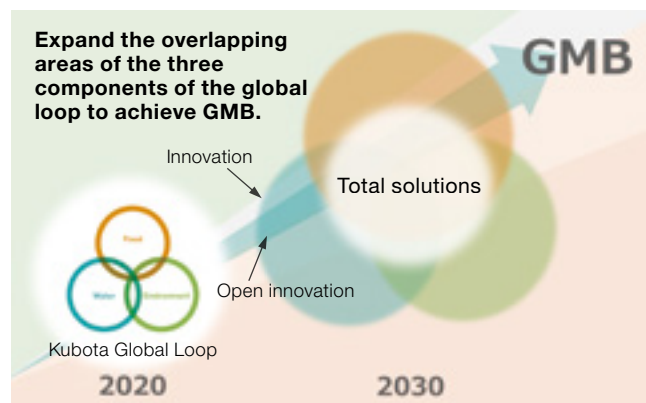 Expand the overlapping
areas of the three
components of the global
loop to achieve GMB.
GMB
Innovation
Total solutions
Food
Water
Environment
Open innovation
Kubota Global Loop
2020
2030